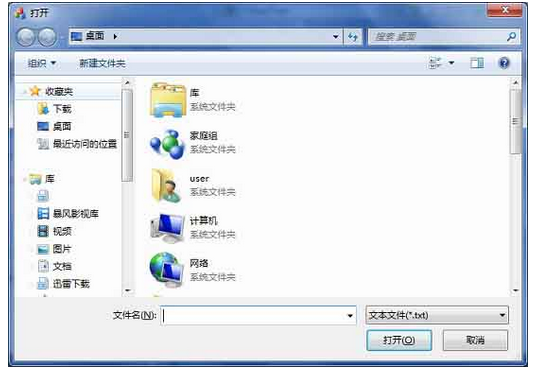 打开
桌面
搜索 桌面
组织
新建文件夹
收藏夹
下载
桌面
最近访问的位置
库
暴风影视库
视频
图片
文档
迅雷下载
库
系统文件夹
家庭组
系统文件夹
user
系统文件夹
计算机
系统文件夹
网络
系统文件夹
文件名(N):
文本文件(*.txt)
打开(O)
取消